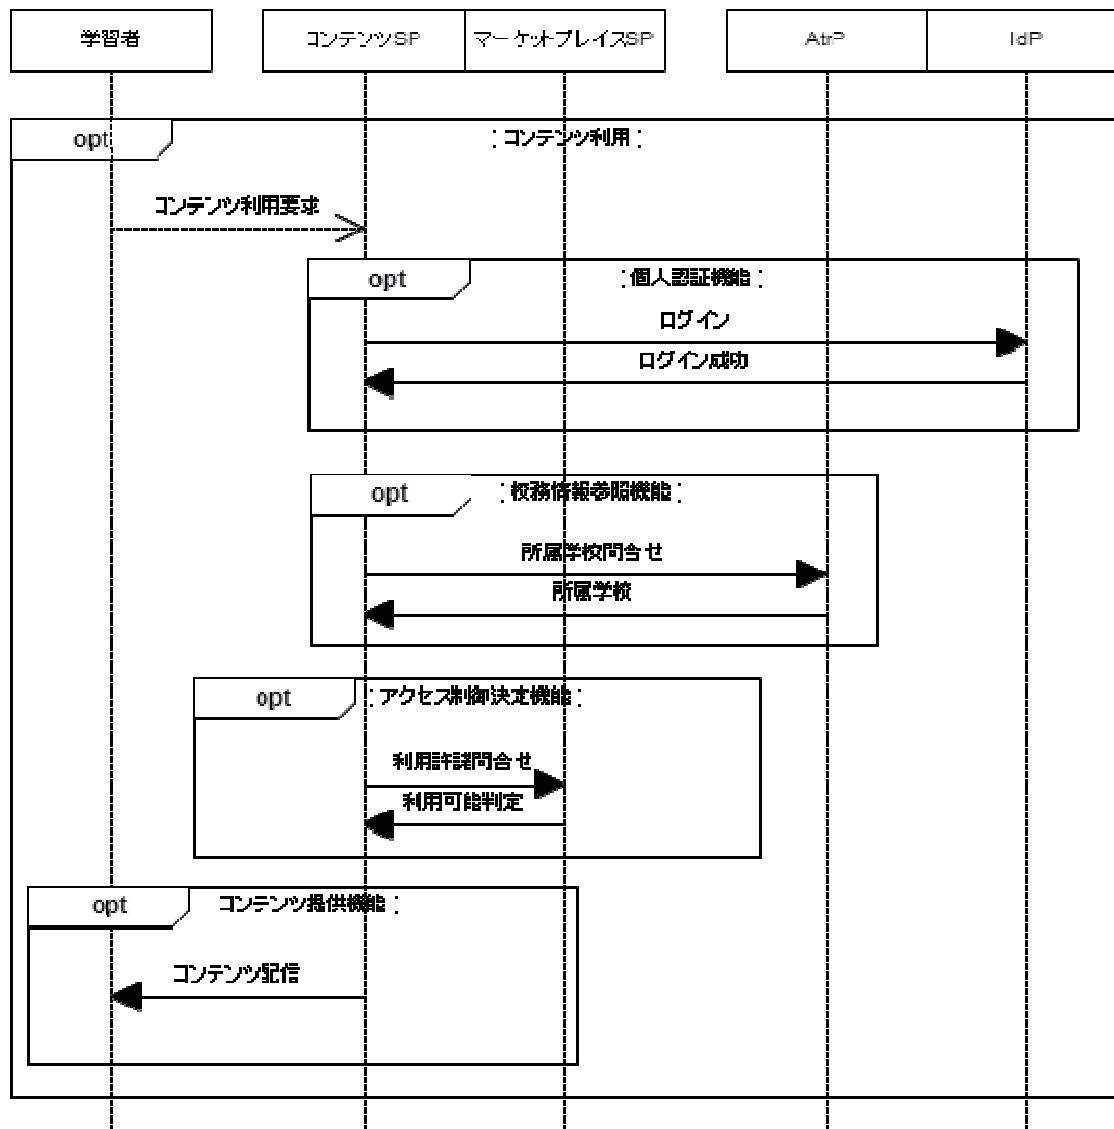 学習者
コンテンツSP
マーケットプレイスSP
AtrP
IdP
opt
[コンテンツ利用]
コンテンツ利用要求
opt
[個人認証機能]
ログイン
ログイン成功
opt
[校務情報参照機能]
所属学校問合せ
所属学校
opt
[アクセス制御決定機能]
利用許諾問合せ
利用可能判定
opt
コンテンツ提供機能]
コンテンツ配信